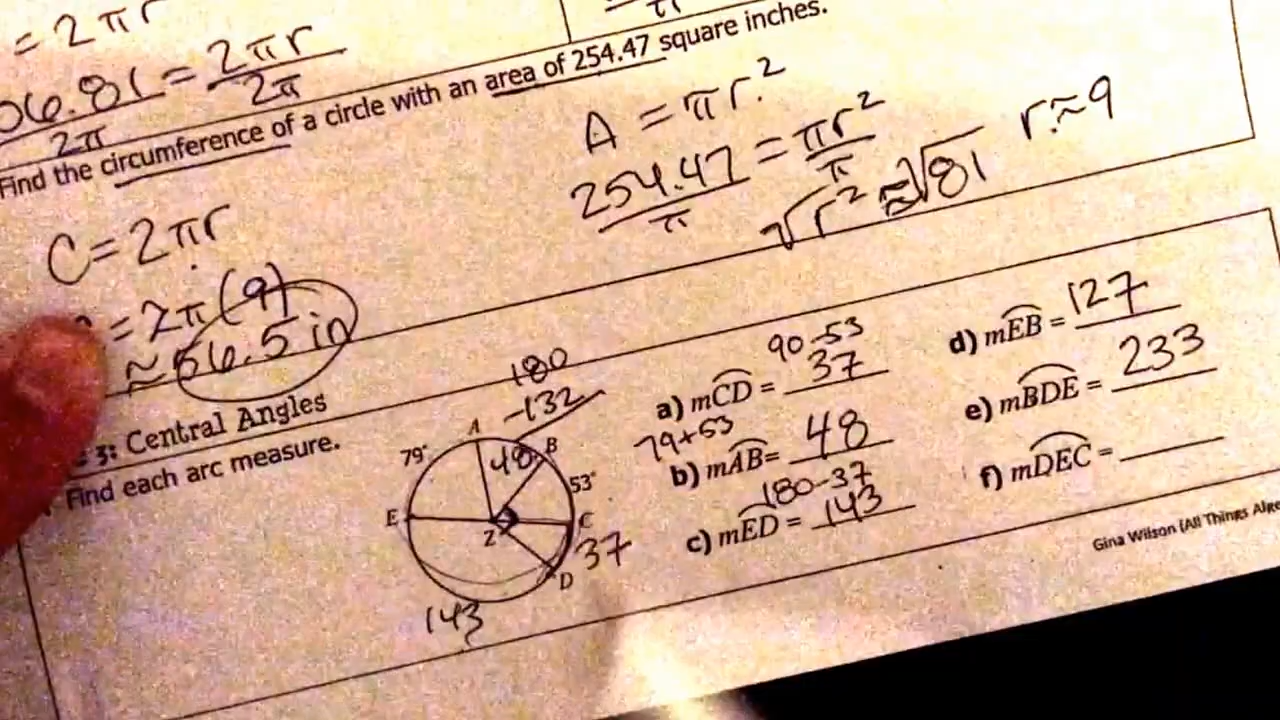 = 2πr
06.81 = 2πr
2π 2π
πr
Find the circumference of a circle with an area of 254.47 square inches.
A = πr²
254.47 = πr²
π π
√r² ≈ √81 r ≈ 9
C = 2πr
= 2π(9)
≈ 56.5 in
3: Central Angles
Find each arc measure.
180
-132
79°
A
48
B
53°
E
Z
C
37
D
143
90-53
a) mCD = 37
79+53
b) mAB = 48
180-37
c) mED = 143
d) mEB = 127
e) mBDE = 233
f) mDEC =
Gina Wilson (All Things Alge